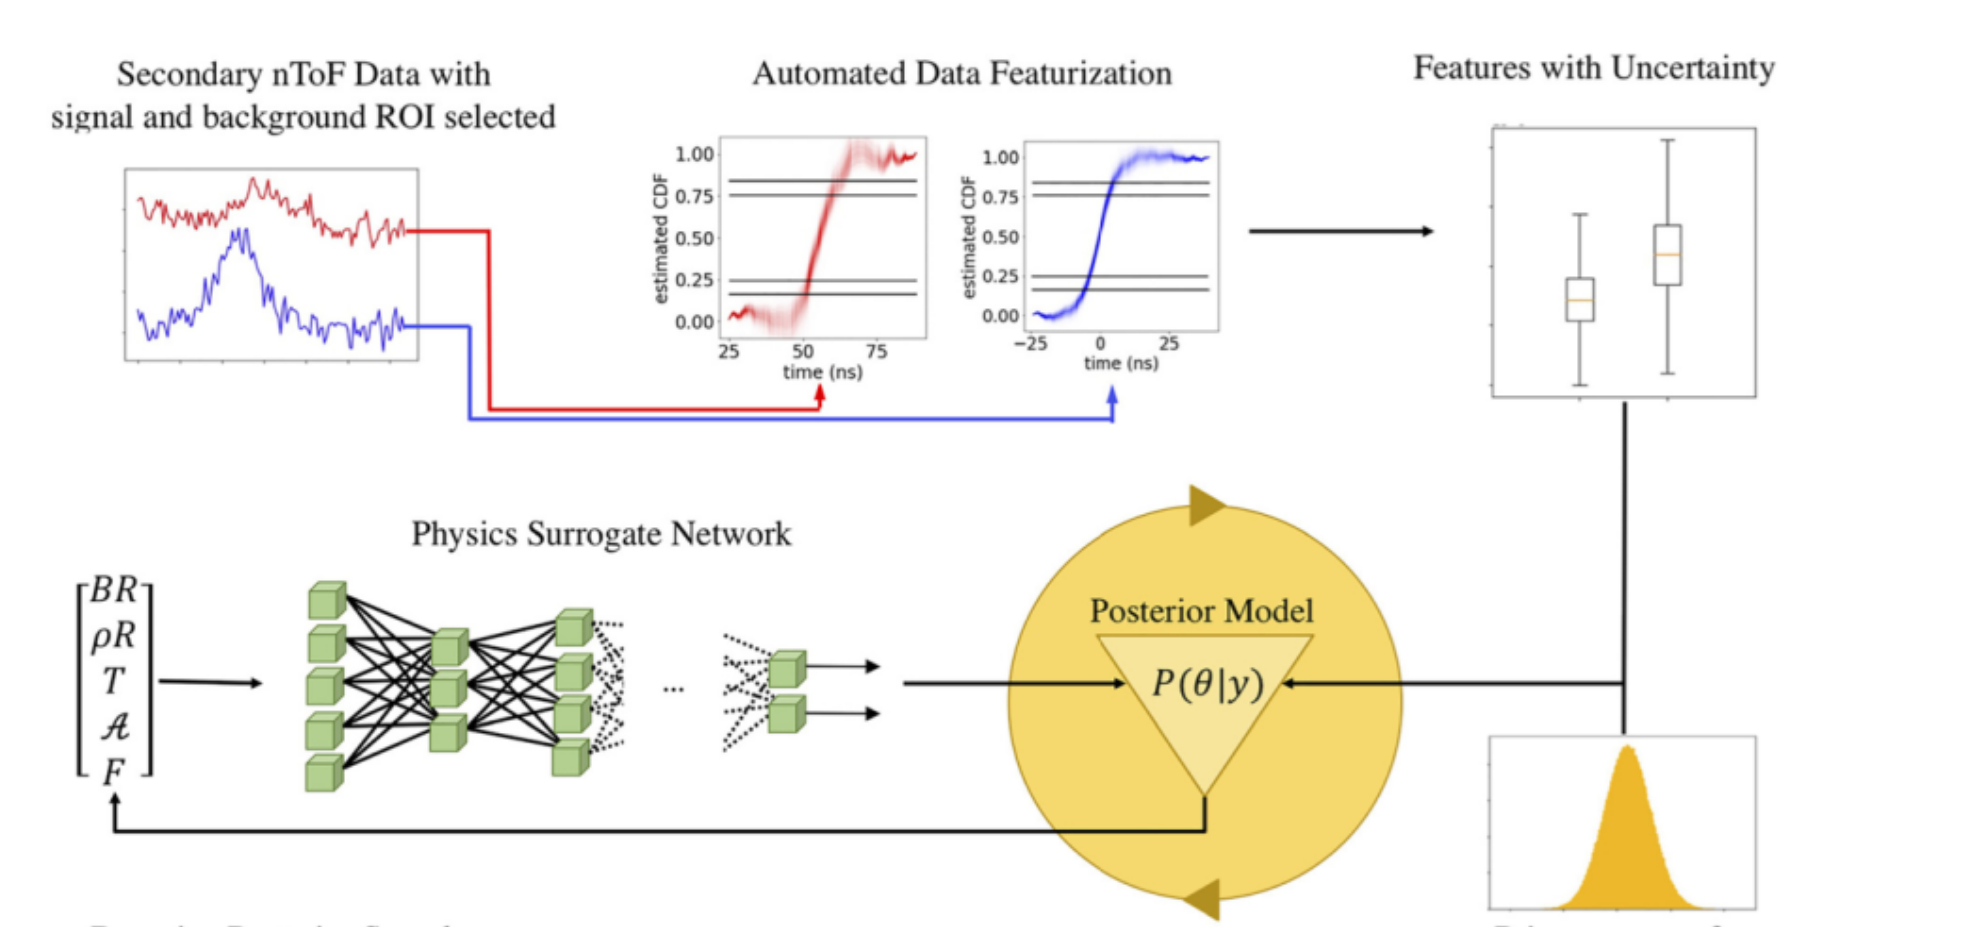 Secondary nToF Data with
signal and background ROI selected
Automated Data Featurization
Features with Uncertainty
estimated CDF
1.00
0.75
0.50
0.25
0.00
25 50 75
time (ns)
estimated CDF
1.00
0.75
0.50
0.25
0.00
−25 0 25
time (ns)
Physics Surrogate Network
BR
ρR
T
𝒜
F
...
Posterior Model
P(θ|y)